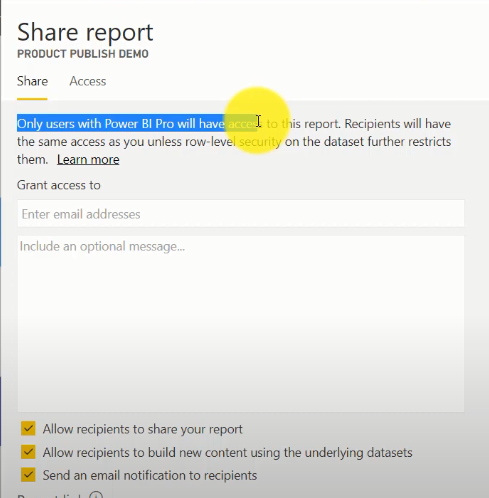 Share report
PRODUCT PUBLISH DEMO
Share Access
Only users with Power BI Pro will have access to this report. Recipients will have
the same access as you unless row-level security on the dataset further restricts
them. Learn more
Grant access to
Enter email addresses
Include an optional message...
Allow recipients to share your report
Allow recipients to build new content using the underlying datasets
Send an email notification to recipients